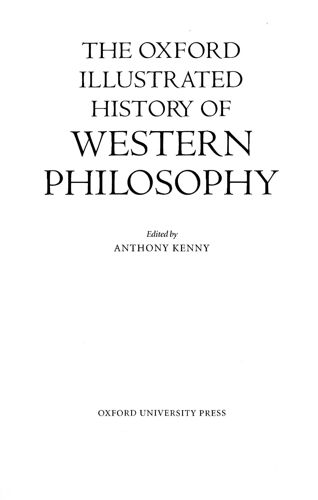 THE OXFORD
ILLUSTRATED
HISTORY OF
WESTERN
PHILOSOPHY
Edited by
ANTHONY KENNY
OXFORD UNIVERSITY PRESS